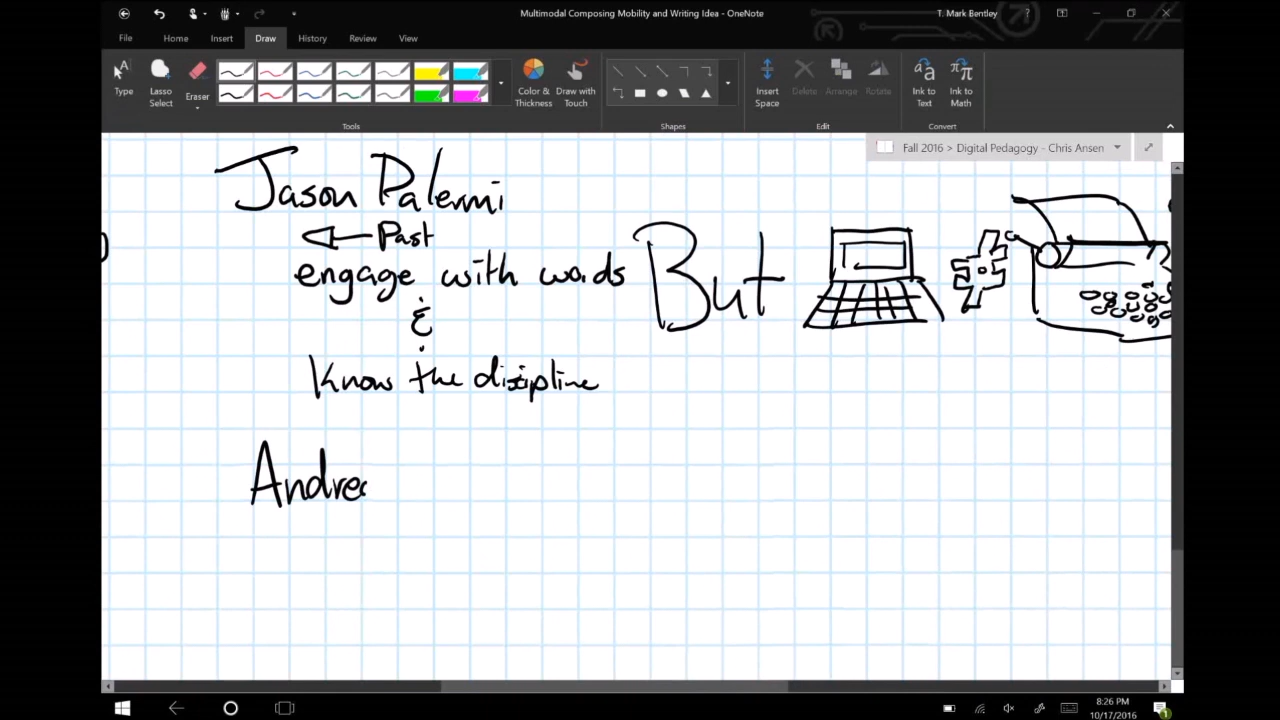 Multimodal Composing Mobility and Writing Idea - OneNote
T. Mark Bentley
?
File Home Insert Draw History Review View
Type
Lasso Select
Eraser
Color & Thickness
Draw with Touch
Insert Space
Delete
Arrange
Rotate
Ink to Text
Ink to Math
Tools
Shapes
Edit
Convert
Fall 2016 > Digital Pedagogy - Chris Ansen
Jason Palermi
Past
engage with words
&
Know the discipline
But
Andrea
8:26 PM
10/17/2016
1